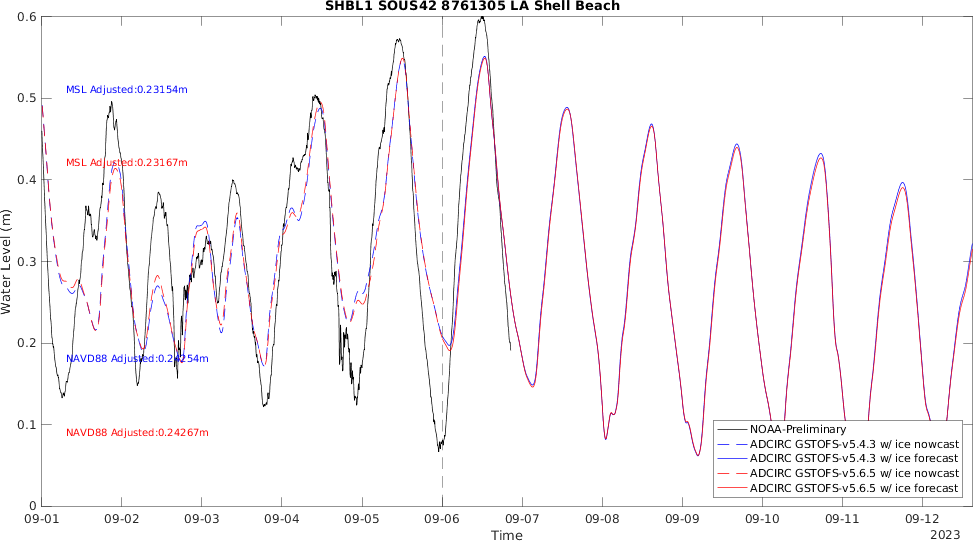 SHBL1 SOUS42 8761305 LA Shell Beach
0.6
0.5
0.4
0.3
0.2
0.1
0
Water Level (m)
MSL Adjusted:0.23154m
MSL Adjusted:0.23167m
NAVD88 Adjusted:0.24254m
NAVD88 Adjusted:0.24267m
NOAA-Preliminary
ADCIRC GSTOFS-v5.4.3 w/ ice nowcast
ADCIRC GSTOFS-v5.4.3 w/ ice forecast
ADCIRC GSTOFS-v5.6.5 w/ ice nowcast
ADCIRC GSTOFS-v5.6.5 w/ ice forecast
09-01 09-02 09-03 09-04 09-05 09-06 09-07 09-08 09-09 09-10 09-11 09-12
Time
2023